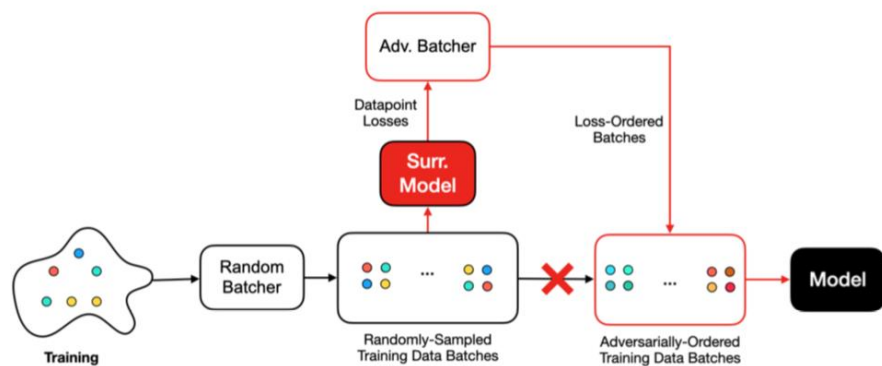 Adv. Batcher
Datapoint
Losses
Loss-Ordered
Batches
Surr.
Model
Random
Batcher
...
...
Model
Training
Randomly-Sampled
Training Data Batches
Adversarially-Ordered
Training Data Batches